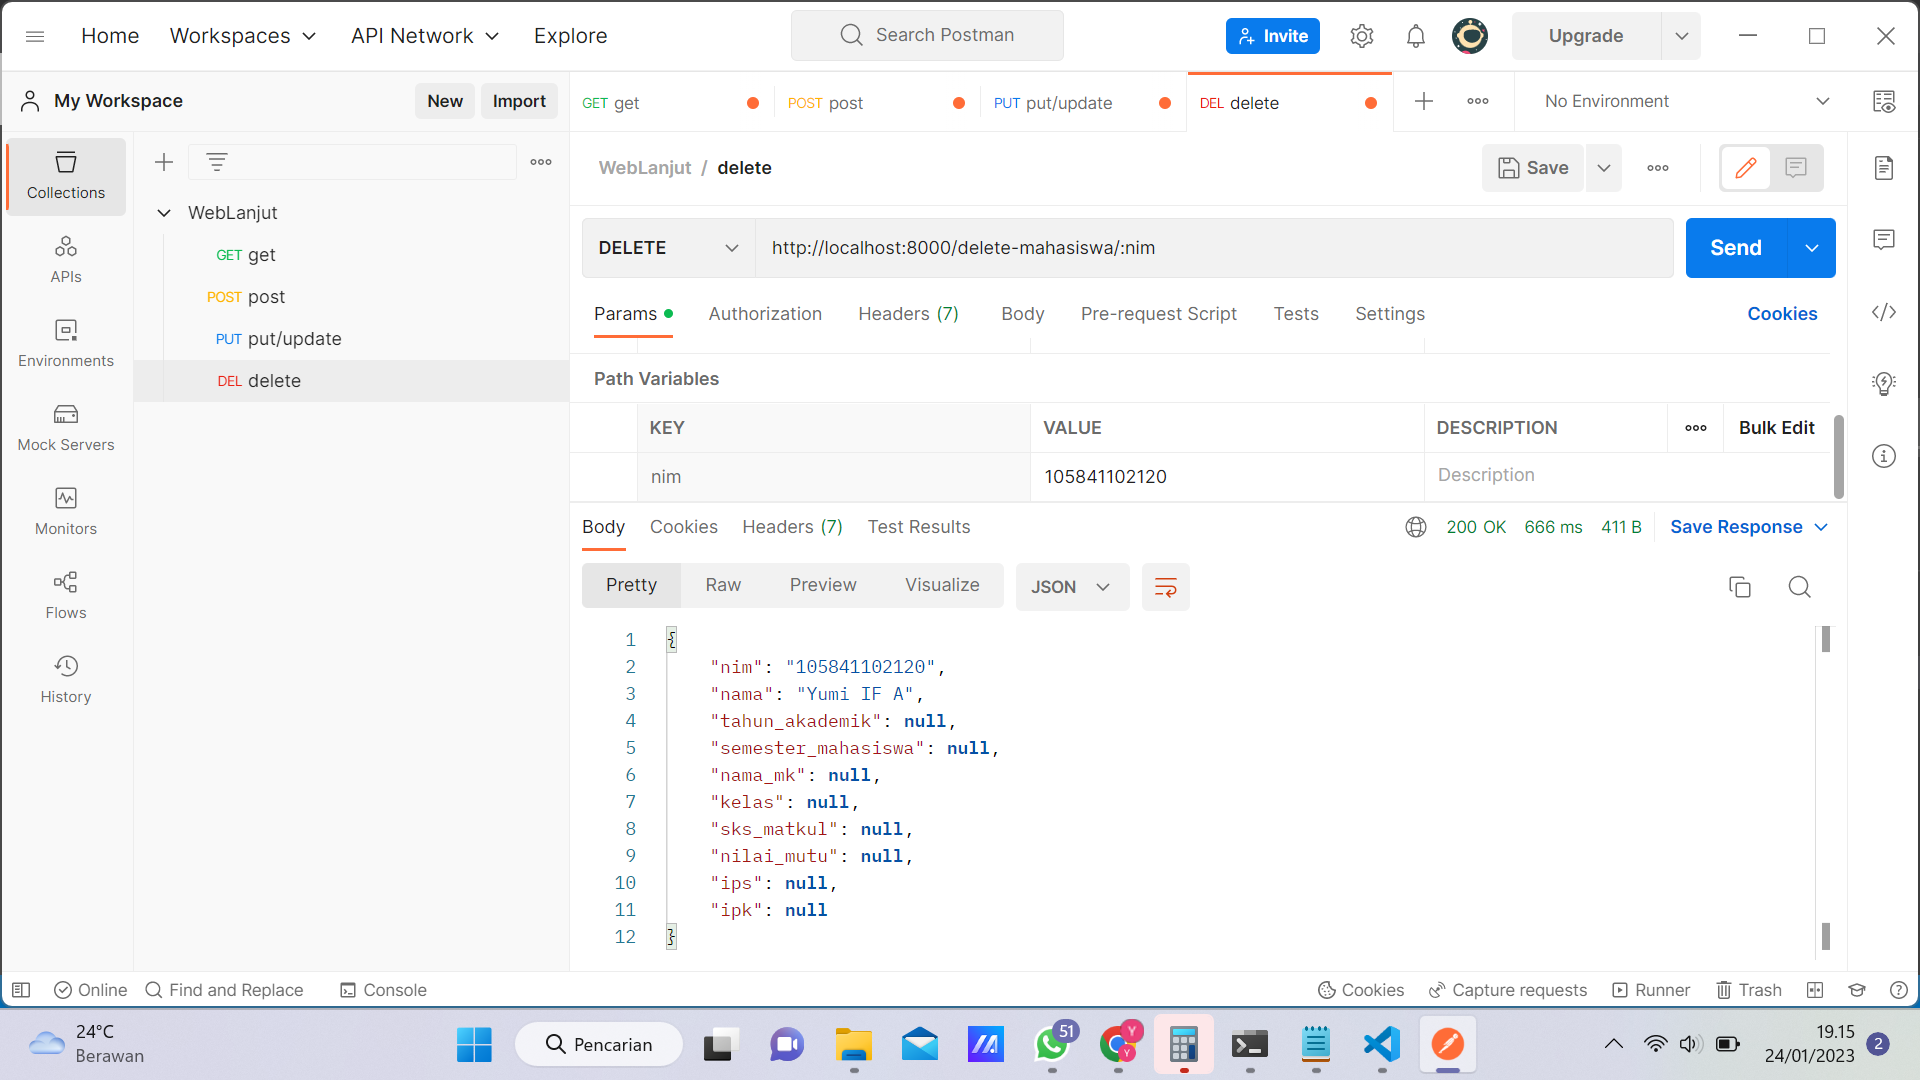 Home Workspaces API Network Explore Search Postman Invite Upgrade
My Workspace New Import GET get POST post PUT put/update DEL delete No Environment
Collections
APIs
Environments
Mock Servers
Monitors
Flows
History
WebLanjut
GET get
POST post
PUT put/update
DEL delete
WebLanjut / delete Save
DELETE http://localhost:8000/delete-mahasiswa/:nim Send
Params Authorization Headers (7) Body Pre-request Script Tests Settings Cookies
Path Variables
KEY VALUE DESCRIPTION Bulk Edit
nim 105841102120 Description
Body Cookies Headers (7) Test Results 200 OK 666 ms 411 B Save Response
Pretty Raw Preview Visualize JSON
1 {
2 "nim": "105841102120",
3 "nama": "Yumi IF A",
4 "tahun_akademik": null,
5 "semester_mahasiswa": null,
6 "nama_mk": null,
7 "kelas": null,
8 "sks_matkul": null,
9 "nilai_mutu": null,
10 "ips": null,
11 "ipk": null
12 }
Online Find and Replace Console Cookies Capture requests Runner Trash
24°C
Berawan
Pencarian
51
Y
Y
19.15
24/01/2023
2